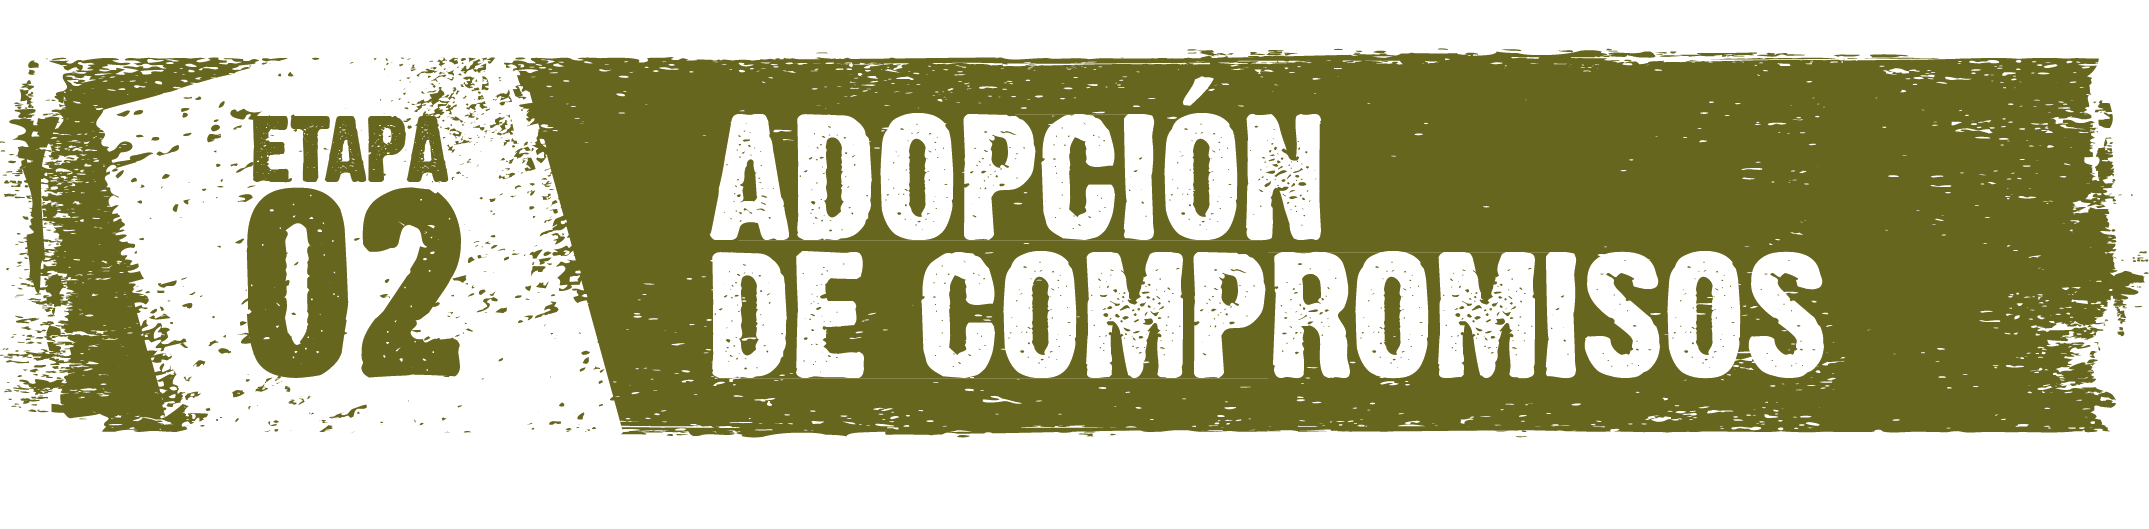 ETAPA
02
ADOPCIÓN
DE COMPROMISOS